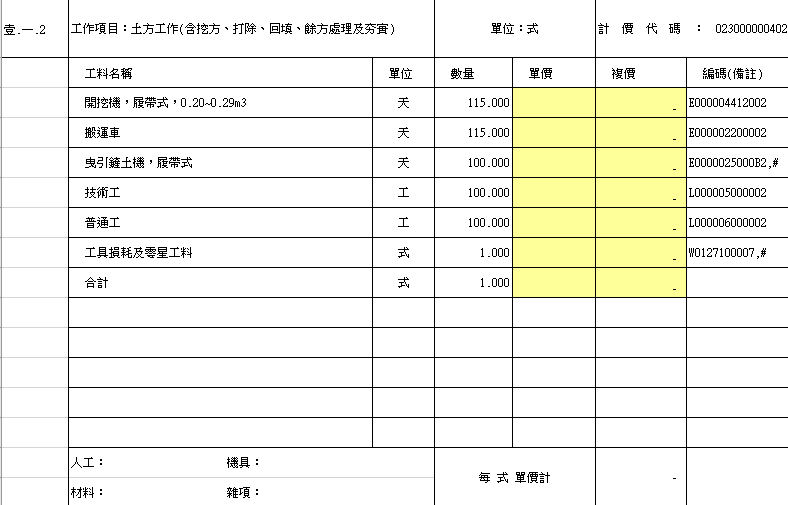 壹.一.2 工作項目：土方工作(含挖方、打除、回填、餘方處理及夯實) 單位：式 計價代碼： 023000000402
工料名稱 單位 數量 單價 複價 編碼(備註)
開挖機，履帶式，0.20~0.29m3 天 115.000 - E000004412002
搬運車 天 115.000 - E000002200002
曳引鏟土機，履帶式 天 100.000 - E0000025000B2,#
技術工 工 100.000 - L000005000002
普通工 工 100.000 - L000006000002
工具損耗及零星工料 式 1.000 - W0127100007,#
合計 式 1.000 -
人工： 機具：
每 式 單價計 -
材料： 雜項：